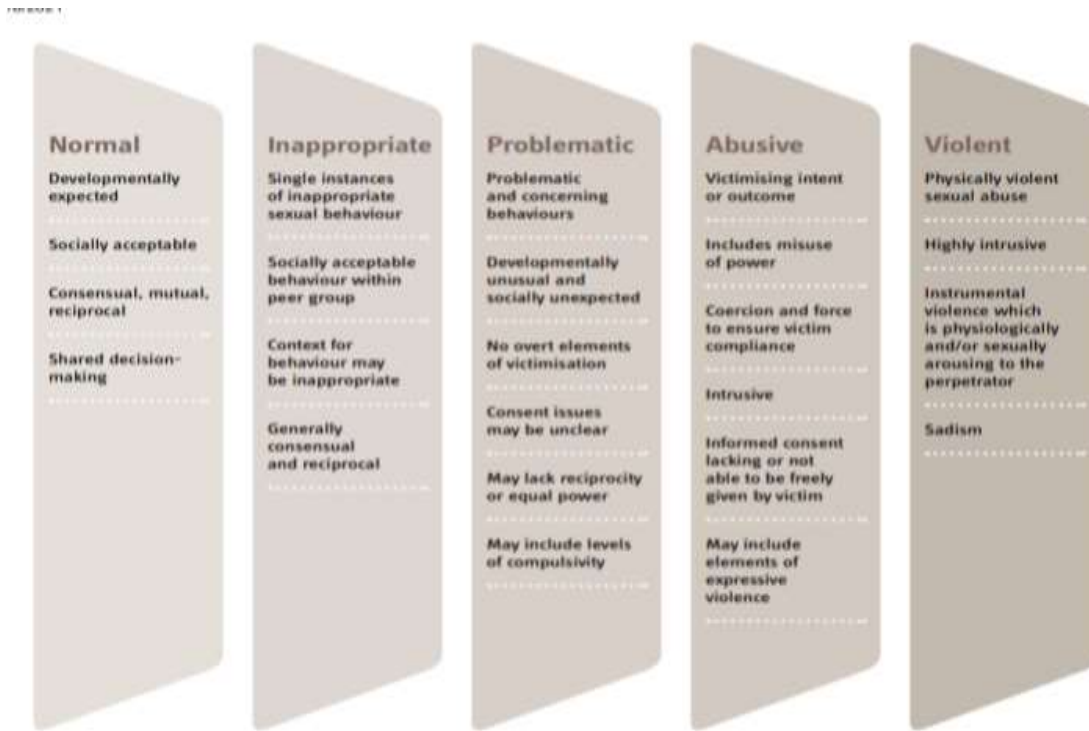 Normal
Developmentally
expected
Socially acceptable
Consensual, mutual,
reciprocal
Shared decision-
making
Inappropriate
Single instances
of inappropriate
sexual behaviour
Socially acceptable
behaviour within
peer group
Context for
behaviour may
be inappropriate
Generally
consensual
and reciprocal
Problematic
Problematic
and concerning
behaviours
Developmentally
unusual and
socially unexpected
No overt elements
of victimisation
Consent issues
may be unclear
May lack reciprocity
or equal power
May include levels
of compulsivity
Abusive
Victimising intent
or outcome
Includes misuse
of power
Coercion and force
to ensure victim
compliance
Intrusive
Informed consent
lacking or not
able to be freely
given by victim
May include
elements of
expressive
violence
Violent
Physically violent
sexual abuse
Highly intrusive
Instrumental
violence which
is physiologically
and/or sexually
arousing to the
perpetrator
Sadism